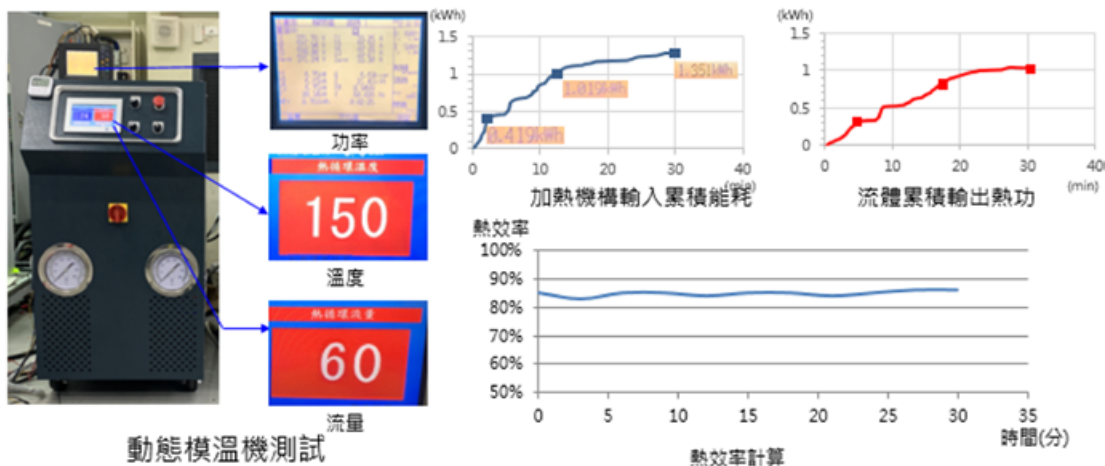 功率
熱循環溫度
150
溫度
熱循環流量
60
流量
動態模溫機測試
(kWh)
1.5
1
0.5
0
0.419kWh
1.019kWh
1.351kWh
0
10
20
30
40
(min)
加熱機構輸入累積能耗
(kWh)
1.5
1
0.5
0
0
10
20
30
40
(min)
流體累積輸出熱功
熱效率
100%
90%
80%
70%
60%
50%
0
5
10
15
20
25
30
35
時間(分)
熱效率計算